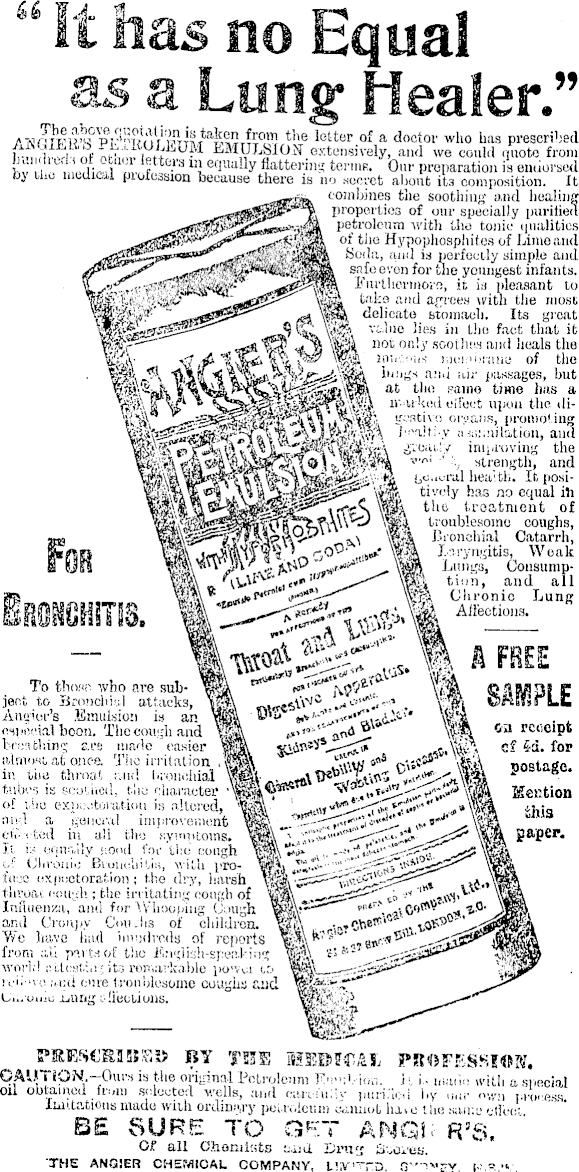 "It has no Equal
as a Lung Healer."
The above quotation is taken from the letter of a doctor who has prescribed
ANGIER'S PETROLEUM EMULSION extensively, and we could quote from
hundreds of other letters in equally flattering terms. Our preparation is endorsed
by the medical profession because there is no secret about its composition. It
combines the soothing and healing
properties of our specially purified
petroleum with the tonic qualities
of the Hypophosphites of Lime and
Soda, and is perfectly simple and
safe even for the youngest infants.
Furthermore, it is pleasant to
take and agrees with the most
delicate stomach. Its great
value lies in the fact that it
not only soothes and heals the
mucous membrane of the
lungs and air passages, but
at the same time has a
marked effect upon the di-
gestive organs, promoting
healthy assimilation, and
greatly improving the
strength, and
general health. It posi-
tively has no equal in
the treatment of
troublesome coughs,
Bronchial Catarrh,
Laryngitis, Weak
Lungs, Consump-
tion, and all
Chronic Lung
Affections.
ANGIER'S
PETROLEUM
EMULSION
WITH HYPOPHOSPHITES
(LIME AND SODA)
A Remedy
FOR AFFECTIONS OF THE
Throat and Lungs,
Particularly Bronchitis and
Digestive Apparatus.
Kidneys and Bladder.
USEFUL IN
General Debility and
Wasting Diseases,
Especially when due to Faulty Nutrition.
DIRECTIONS INSIDE.
PREPARED BY THE
Angier Chemical Company, Ltd.,
Snow Hill, LONDON, E.C.
FOR
BRONCHITIS.
To those who are sub-
ject to Bronchial attacks,
Angier's Emulsion is an
especial boon. The cough and
breathing are made easier
almost at once. The irritation
in the throat and bronchial
tubes is soothed, the character
of the expectoration is altered,
and a general improvement
effected in all the symptoms.
It is equally good for the cough
of Chronic Bronchitis, with pro-
fuse expectoration; the dry, harsh
throat cough; the irritating cough of
Influenza, and for Whooping Cough
and Croupy Coughs of children.
We have had hundreds of reports
from all parts of the English-speaking
world attesting its remarkable power to
relieve and cure troublesome coughs and
Chronic Lung affections.
A FREE
SAMPLE
on receipt
of 4d. for
postage.
Mention
this
paper.
PRESCRIBED BY THE MEDICAL PROFESSION.
CAUTION.—Ours is the original Petroleum Emulsion. It is made with a special
oil obtained from selected wells, and carefully purified by our own process.
Imitations made with ordinary petroleum cannot have the same effect.
BE SURE TO GET ANGIER'S.
Of all Chemists and Drug Stores.
THE ANGIER CHEMICAL COMPANY, LIMITED, SYDNEY, N.S.W.